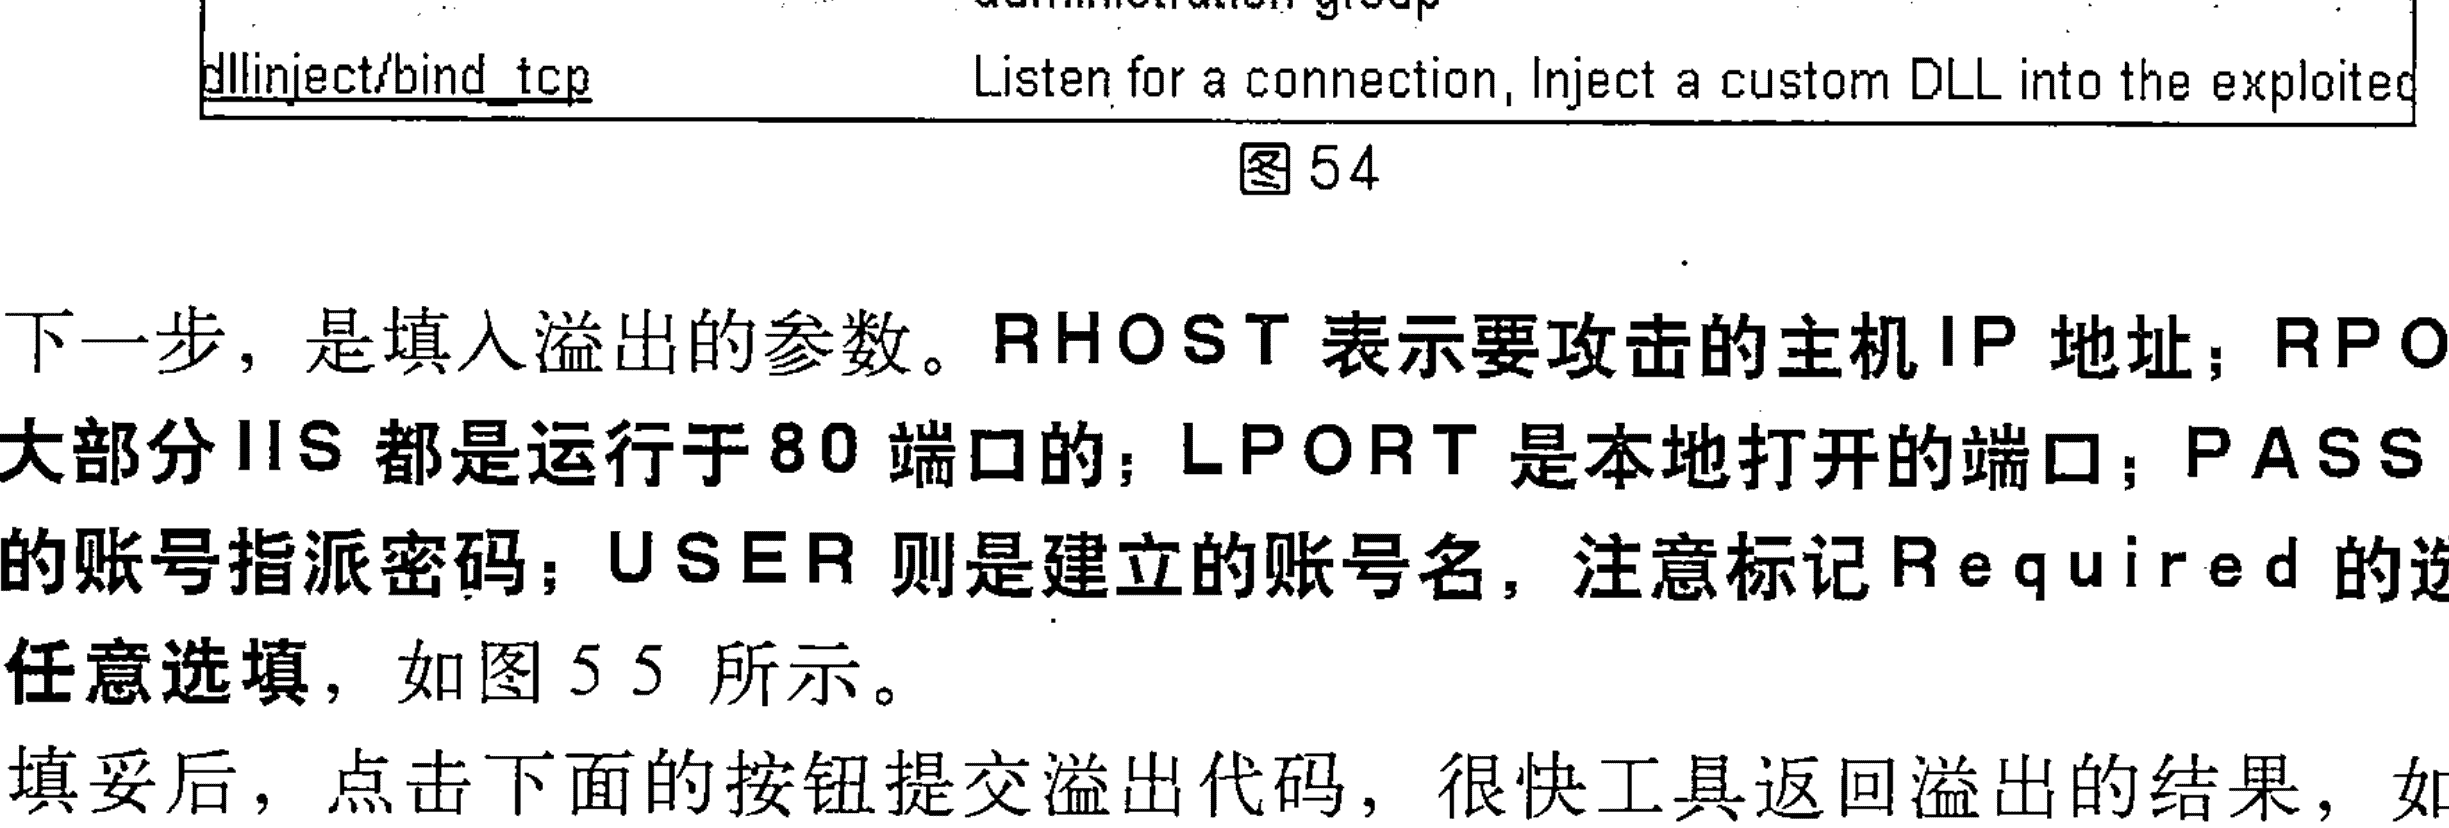 administration group
dllinject/bind_tcp Listen for a connection, Inject a custom DLL into the exploited
图54
下一步，是填入溢出的参数。RHOST 表示要攻击的主机IP 地址；RPO
大部分IIS 都是运行于80 端口的；LPORT 是本地打开的端口；PASS
的账号指派密码；USER 则是建立的账号名，注意标记Required 的选
任意选填，如图55 所示。
填妥后，点击下面的按钮提交溢出代码，很快工具返回溢出的结果，如